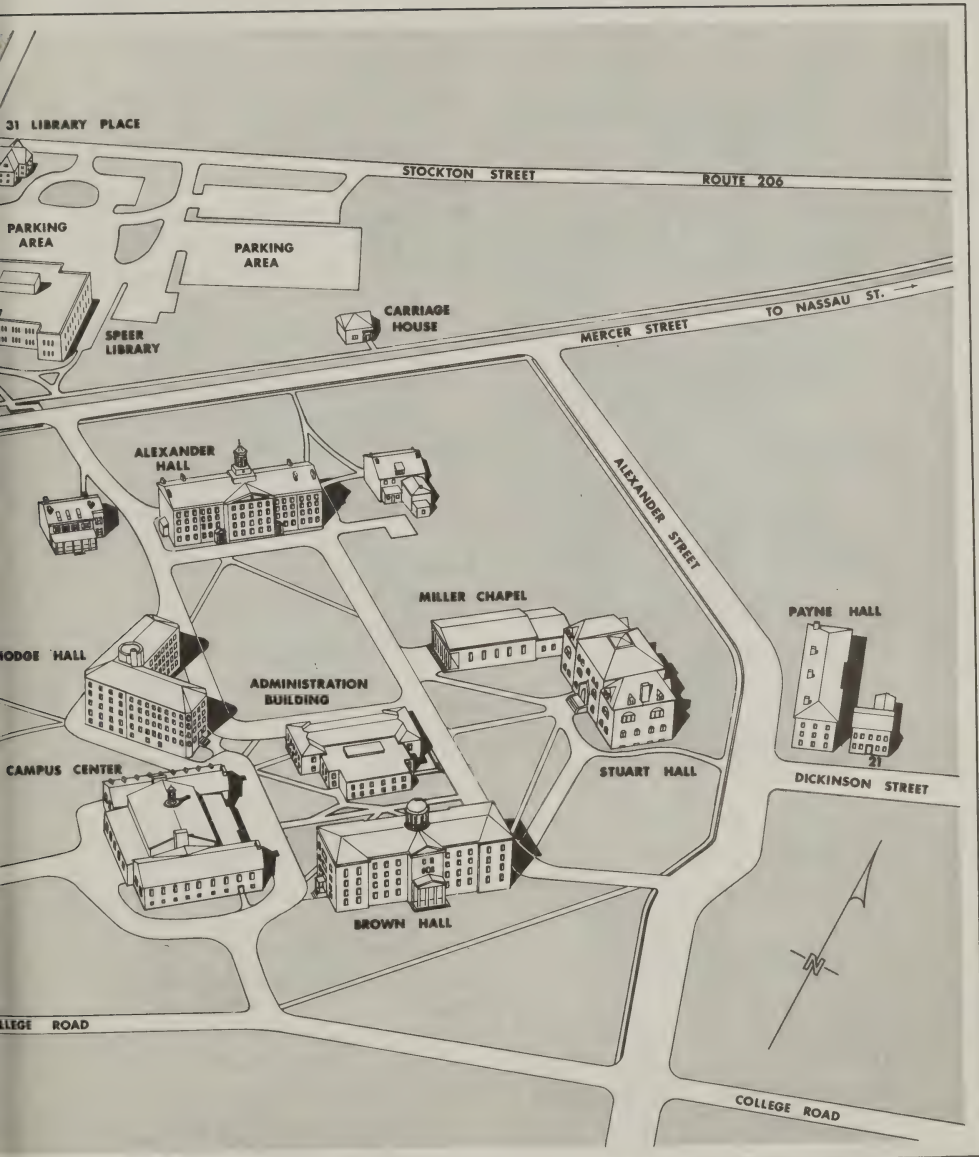 31 LIBRARY PLACE
STOCKTON STREET
ROUTE 206
PARKING
AREA
PARKING
AREA
SPEER
LIBRARY
CARRIAGE
HOUSE
MERCER STREET
TO NASSAU ST.
ALEXANDER
HALL
ALEXANDER STREET
MILLER CHAPEL
PAYNE HALL
HODGE HALL
ADMINISTRATION
BUILDING
21
CAMPUS CENTER
STUART HALL
DICKINSON STREET
BROWN HALL
N
LLEGE ROAD
COLLEGE ROAD